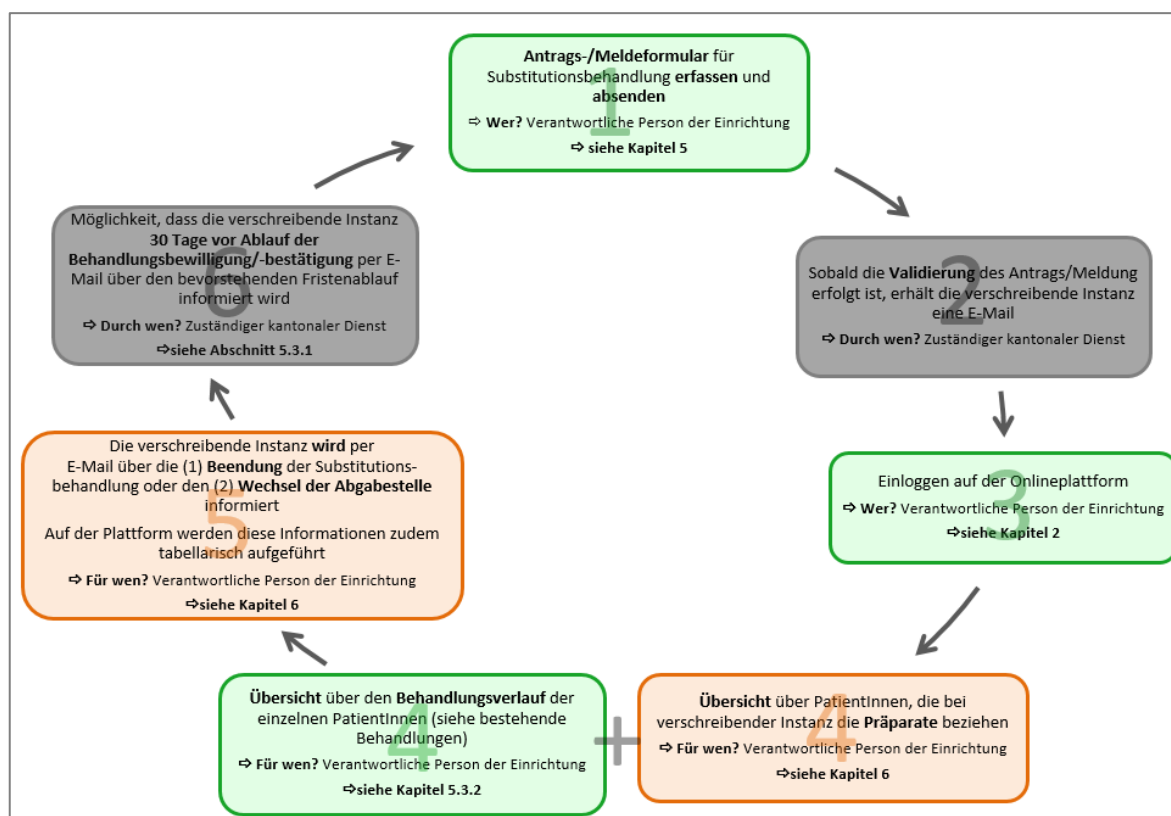 1
Antrags-/Meldeformular für
Substitutionsbehandlung erfassen und
absenden
⇨ Wer? Verantwortliche Person der Einrichtung
⇨ siehe Kapitel 5
2
Sobald die Validierung des Antrags/Meldung
erfolgt ist, erhält die verschreibende Instanz
eine E-Mail
⇨ Durch wen? Zuständiger kantonaler Dienst
3
Einloggen auf der Onlineplattform
⇨ Wer? Verantwortliche Person der Einrichtung
⇨siehe Kapitel 2
4
Übersicht über PatientInnen, die bei
verschreibender Instanz die Präparate beziehen
⇨ Für wen? Verantwortliche Person der Einrichtung
⇨siehe Kapitel 6
+
4
Übersicht über den Behandlungsverlauf der
einzelnen PatientInnen (siehe bestehende
Behandlungen)
⇨ Für wen? Verantwortliche Person der Einrichtung
⇨ siehe Kapitel 5.3.2
5
Die verschreibende Instanz wird per
E-Mail über die (1) Beendung der Substitutions-
behandlung oder den (2) Wechsel der Abgabestelle
informiert
Auf der Plattform werden diese Informationen zudem
tabellarisch aufgeführt
⇨ Für wen? Verantwortliche Person der Einrichtung
⇨siehe Kapitel 6
6
Möglichkeit, dass die verschreibende Instanz
30 Tage vor Ablauf der
Behandlungsbewilligung/-bestätigung per E-
Mail über den bevorstehenden Fristenablauf
informiert wird
⇨ Durch wen? Zuständiger kantonaler Dienst
⇨siehe Abschnitt 5.3.1